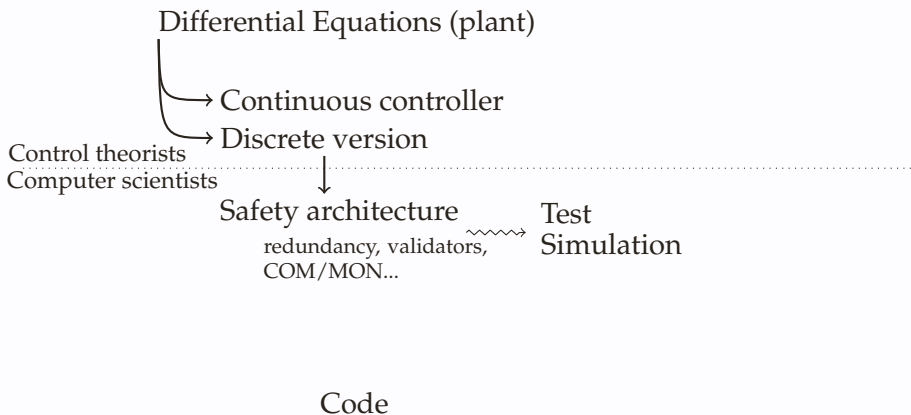 Differential Equations (plant)
Continuous controller
Discrete version
Control theorists
Computer scientists
Safety architecture
redundancy, validators,
COM/MON...
Test
Simulation
Code